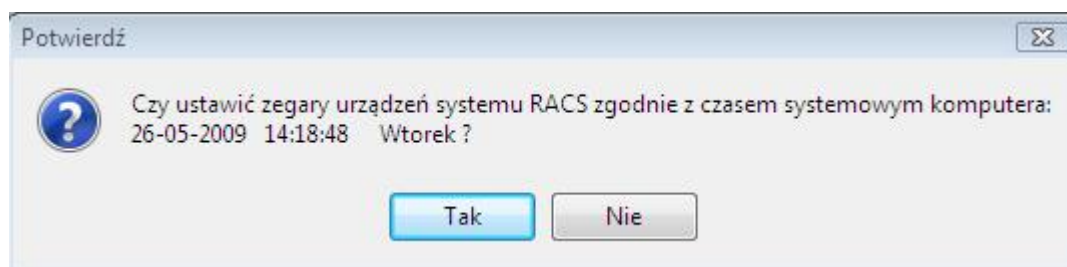 Potwierdź
Czy ustawić zegary urządzeń systemu RACS zgodnie z czasem systemowym komputera:
26-05-2009 14:18:48 Wtorek ?
Tak Nie